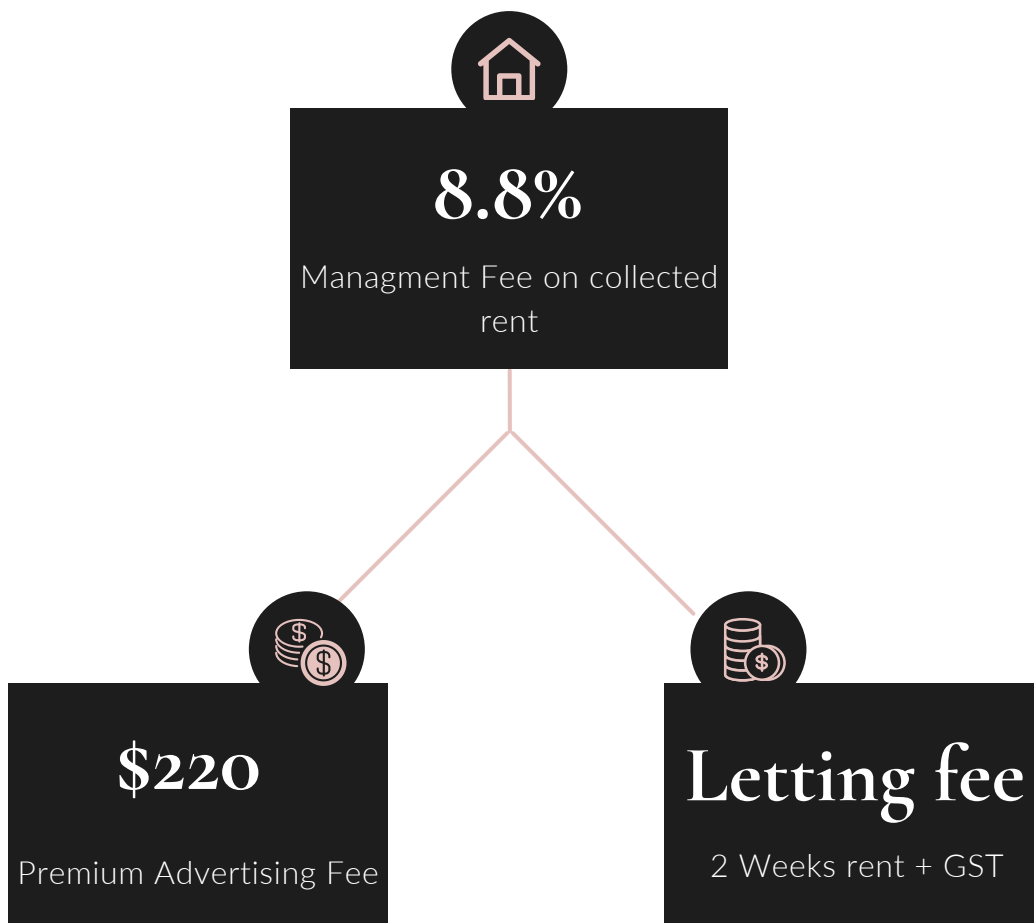 8.8%
Managment Fee on collected
rent
$220
Premium Advertising Fee
Letting fee
2 Weeks rent + GST